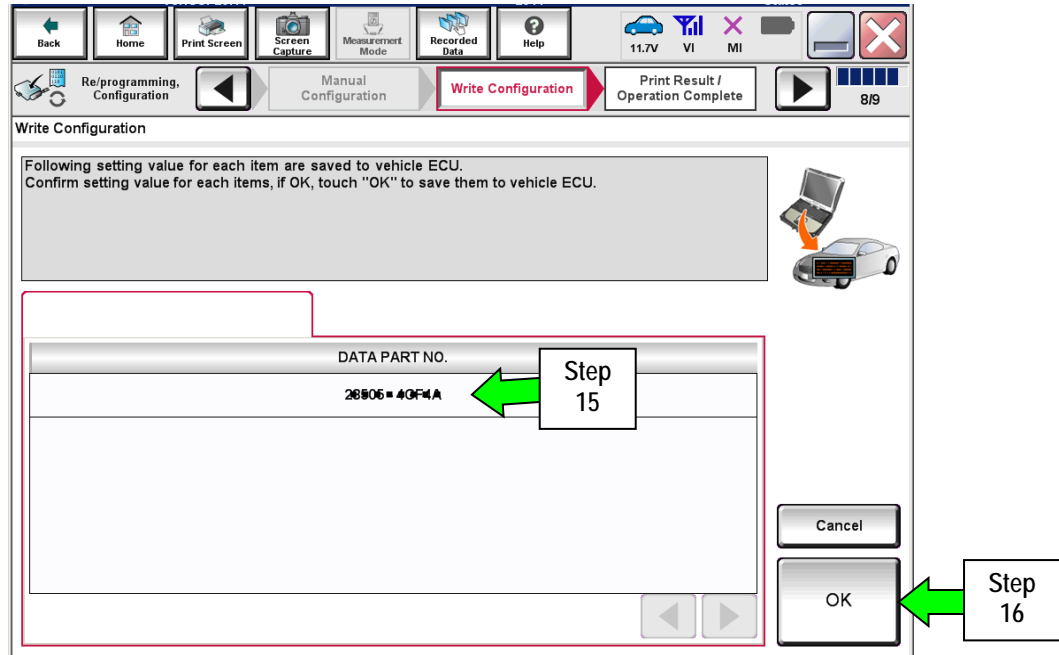 Back
Home
Print Screen
Screen Capture
Measurement Mode
Recorded Data
Help
11.7V
VI
MI
Re/programming, Configuration
Manual Configuration
Write Configuration
Print Result / Operation Complete
8/9
Write Configuration
Following setting value for each item are saved to vehicle ECU.
Confirm setting value for each items, if OK, touch "OK" to save them to vehicle ECU.
DATA PART NO.
Step
15
Cancel
OK
Step
16